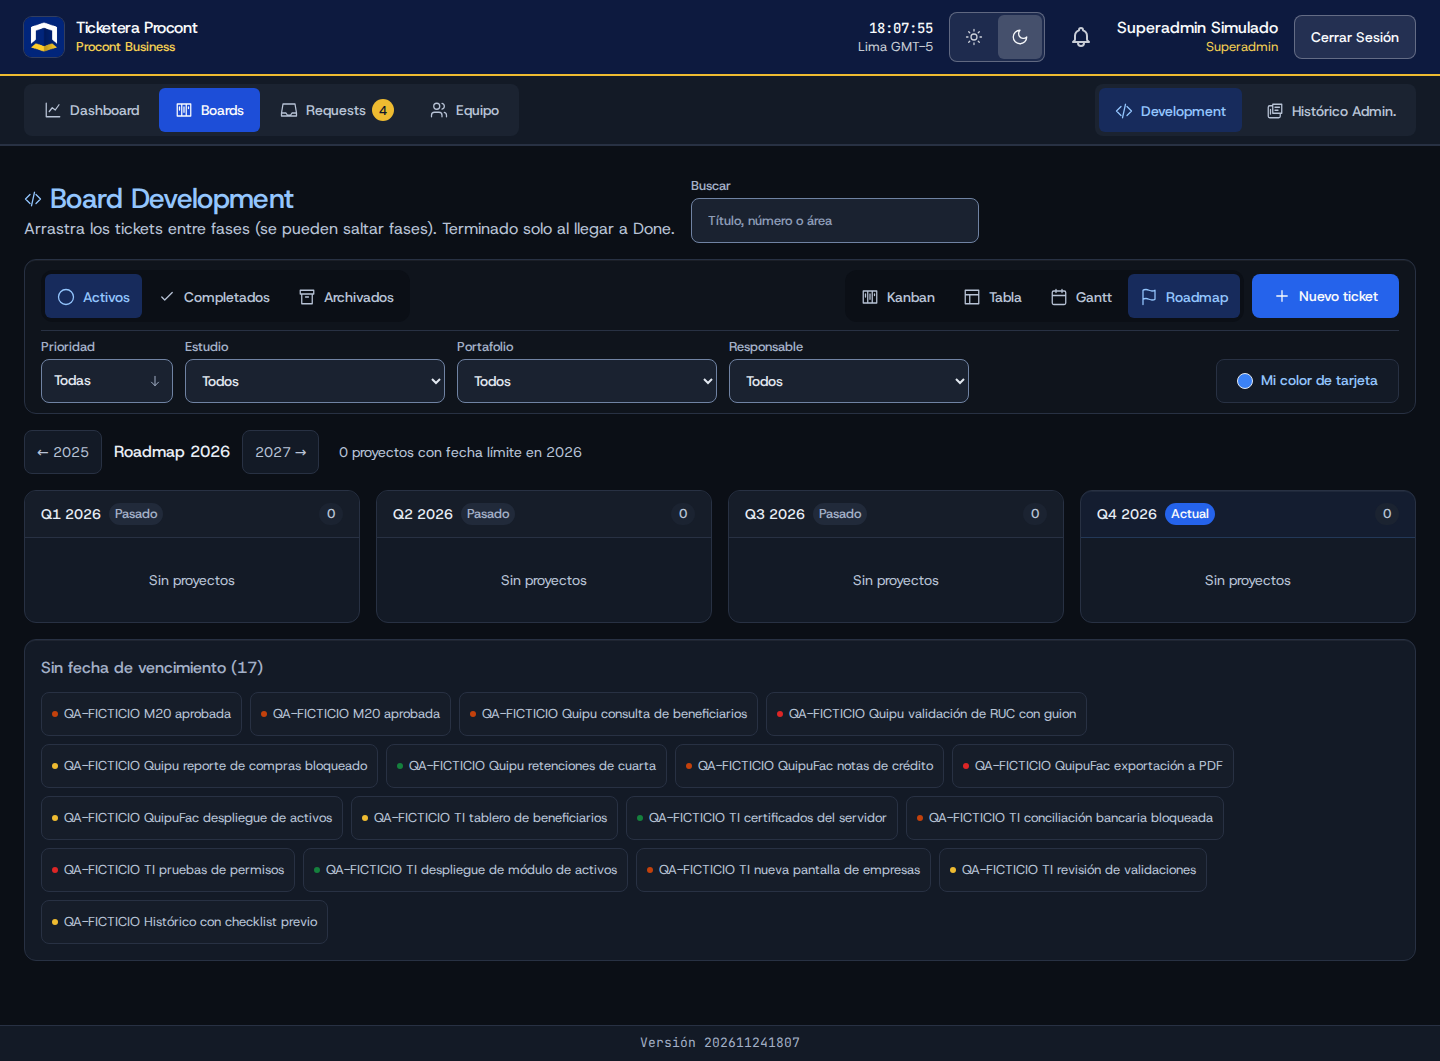 Ticketera Procont
Procont Business
18:07:55
Lima GMT-5
Superadmin Simulado
Superadmin
Cerrar Sesión
Dashboard
Boards
Requests 4
Equipo
Development
Histórico Admin.
Board Development
Arrastra los tickets entre fases (se pueden saltar fases). Terminado solo al llegar a Done.
Buscar
Título, número o área
Activos
Completados
Archivados
Kanban
Tabla
Gantt
Roadmap
Nuevo ticket
Prioridad
Todas
Estudio
Todos
Portafolio
Todos
Responsable
Todos
Mi color de tarjeta
← 2025
Roadmap 2026
2027 →
0 proyectos con fecha límite en 2026
Q1 2026 Pasado 0
Sin proyectos
Q2 2026 Pasado 0
Sin proyectos
Q3 2026 Pasado 0
Sin proyectos
Q4 2026 Actual 0
Sin proyectos
Sin fecha de vencimiento (17)
QA-FICTICIO M20 aprobada
QA-FICTICIO M20 aprobada
QA-FICTICIO Quipu consulta de beneficiarios
QA-FICTICIO Quipu validación de RUC con guion
QA-FICTICIO Quipu reporte de compras bloqueado
QA-FICTICIO Quipu retenciones de cuarta
QA-FICTICIO QuipuFac notas de crédito
QA-FICTICIO QuipuFac exportación a PDF
QA-FICTICIO QuipuFac despliegue de activos
QA-FICTICIO TI tablero de beneficiarios
QA-FICTICIO TI certificados del servidor
QA-FICTICIO TI conciliación bancaria bloqueada
QA-FICTICIO TI pruebas de permisos
QA-FICTICIO TI despliegue de módulo de activos
QA-FICTICIO TI nueva pantalla de empresas
QA-FICTICIO TI revisión de validaciones
QA-FICTICIO Histórico con checklist previo
Versión 202611241807